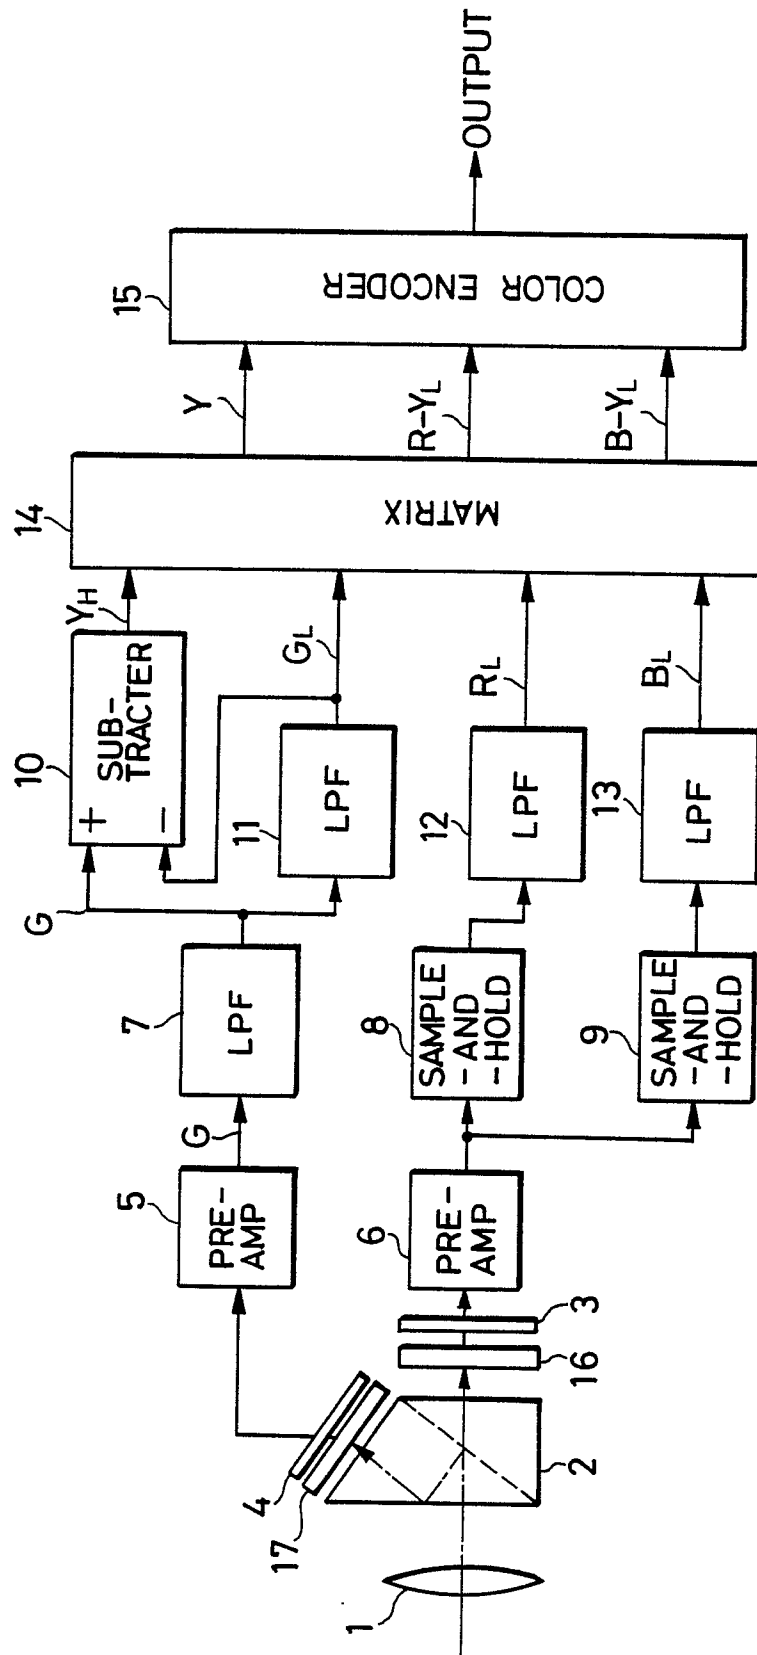 1
2
16
3
17
4
PRE-
AMP
5
PRE-
AMP
6
G
LPF
7
SAMPLE
-AND
-HOLD
8
SAMPLE
-AND
-HOLD
9
G
+
−
SUB-
TRACTER
10
LPF
11
LPF
12
LPF
13
YH
GL
RL
BL
MATRIX
14
Y
R-YL
B-YL
COLOR ENCODER
15
OUTPUT